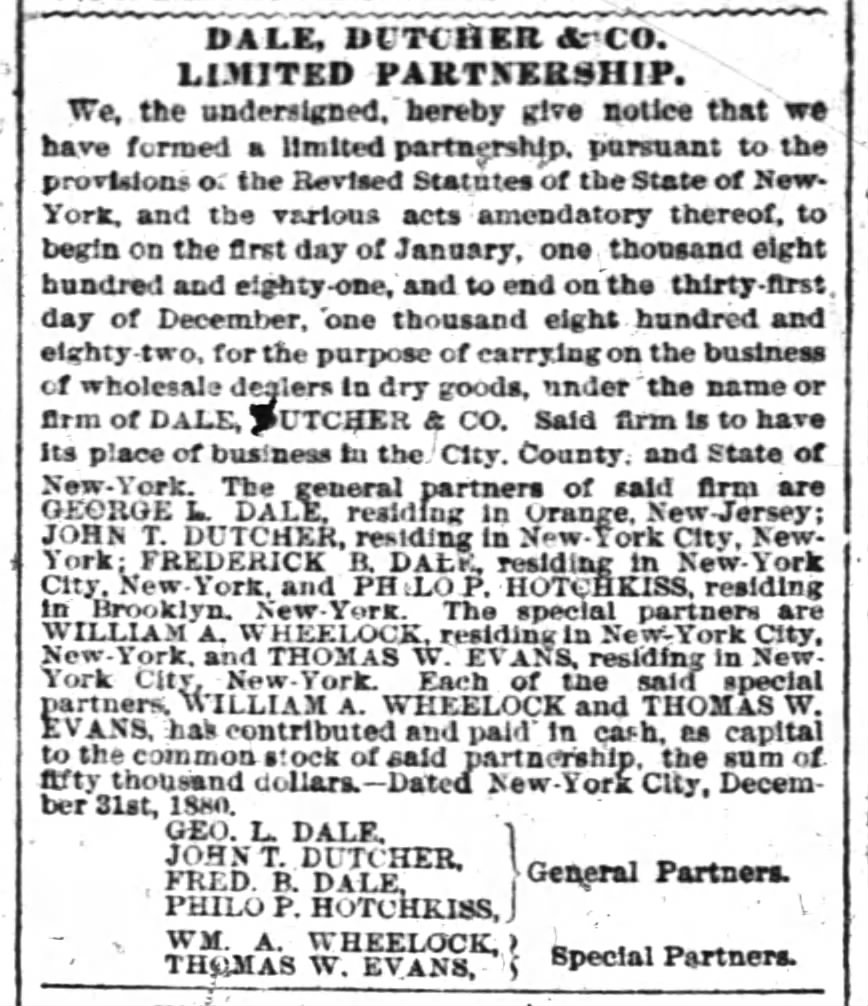 DALE, DUTCHER & CO.
LIMITED PARTNERSHIP.
We, the undersigned, hereby give notice that we
have formed a limited partnership, pursuant to the
provisions of the Revised Statutes of the State of New-
York, and the various acts amendatory thereof, to
begin on the first day of January, one thousand eight
hundred and eighty-one, and to end on the thirty-first
day of December, one thousand eight hundred and
eighty-two, for the purpose of carrying on the business
of wholesale dealers in dry goods, under the name or
firm of DALE, DUTCHER & CO. Said firm is to have
its place of business in the City, County, and State of
New-York. The general partners of said firm are
GEORGE L. DALE, residing in Orange, New-Jersey;
JOHN T. DUTCHER, residing in New-York City, New-
York; FREDERICK B. DALE, residing in New-York
City, New-York, and PHILO P. HOTCHKISS, residing
in Brooklyn, New-York. The special partners are
WILLIAM A. WHEELOCK, residing in New-York City,
New-York, and THOMAS W. EVANS, residing in New-
York City, New-York. Each of the said special
partners, WILLIAM A. WHEELOCK and THOMAS W.
EVANS, has contributed and paid in cash, as capital
to the common stock of said partnership, the sum of
fifty thousand dollars.—Dated New-York City, Decem-
ber 31st, 1880.
GEO. L. DALE,
JOHN T. DUTCHER,
FRED. B. DALE,
PHILO P. HOTCHKISS,
General Partners.
WM. A. WHEELOCK,
THOMAS W. EVANS,
Special Partners.